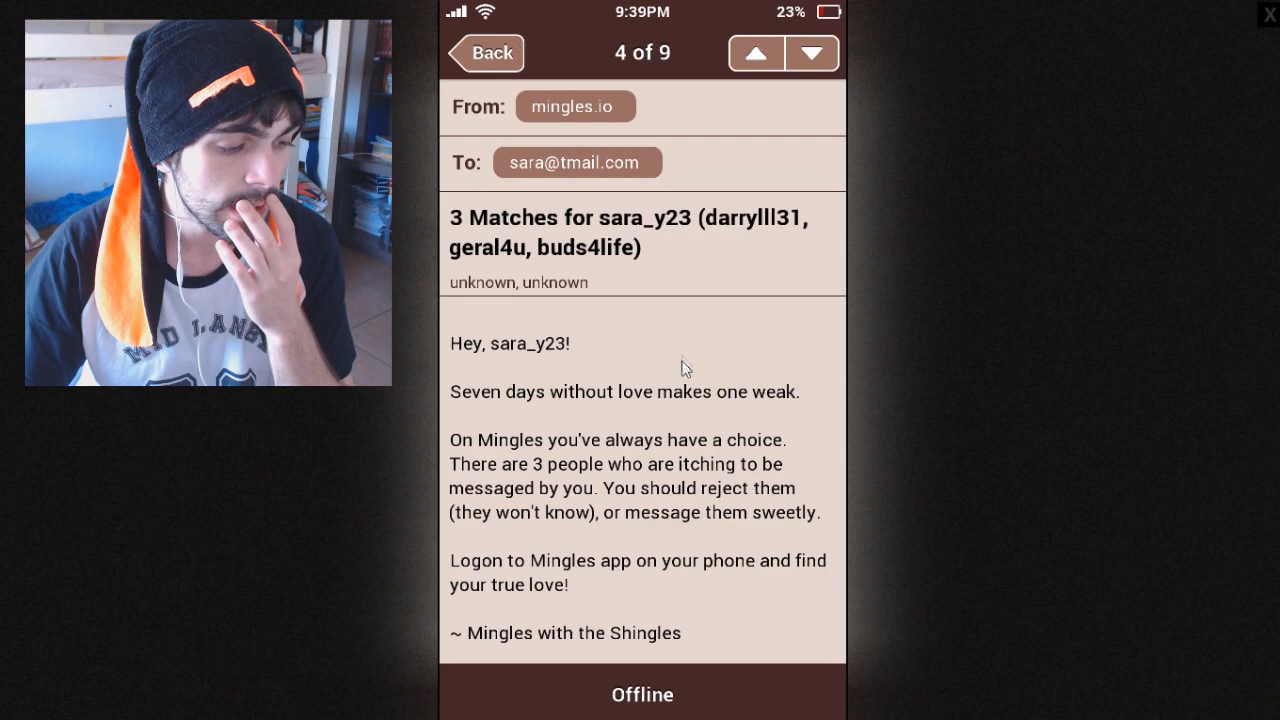 9:39PM
23%
X
Back
4 of 9
From: mingles.io
To: sara@tmail.com
3 Matches for sara_y23 (darrylll31,
geral4u, buds4life)
unknown, unknown
Hey, sara_y23!
Seven days without love makes one weak.
On Mingles you've always have a choice.
There are 3 people who are itching to be
messaged by you. You should reject them
(they won't know), or message them sweetly.
Logon to Mingles app on your phone and find
your true love!
~ Mingles with the Shingles
Offline